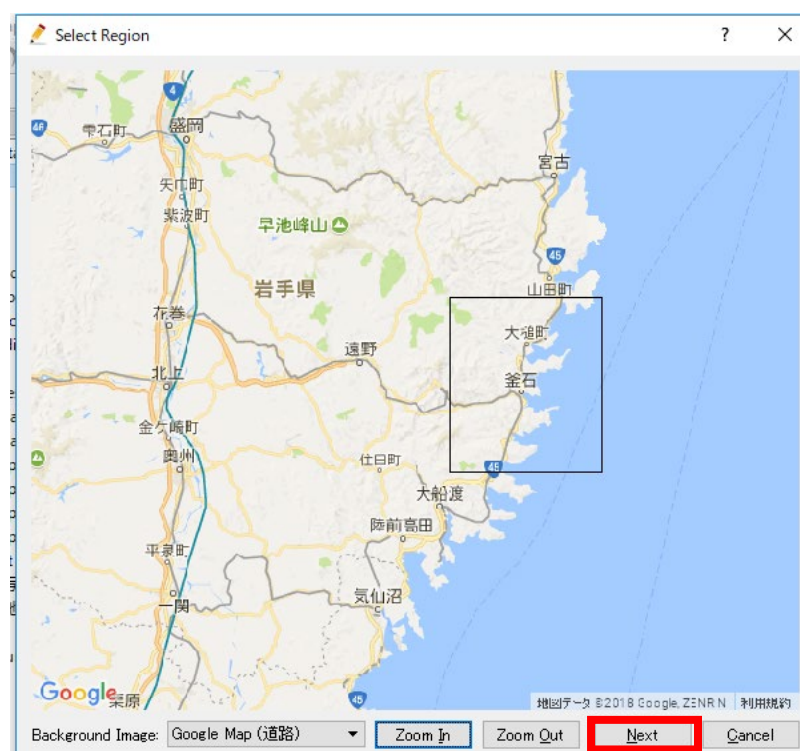 Select Region
?
×
4
46
雫石町
盛岡
宮古
矢巾町
紫波町
早池峰山
45
山田町
岩手県
花巻
大槌町
遠野
北上
釜石
金ケ崎町
奥州
住田町
45
大船渡
陸前高田
平泉町
一関
気仙沼
Google
栗原
45
地図データ ©2018 Google, ZENRIN 利用規約
Background Image: Google Map (道路) Zoom In Zoom Out Next Cancel